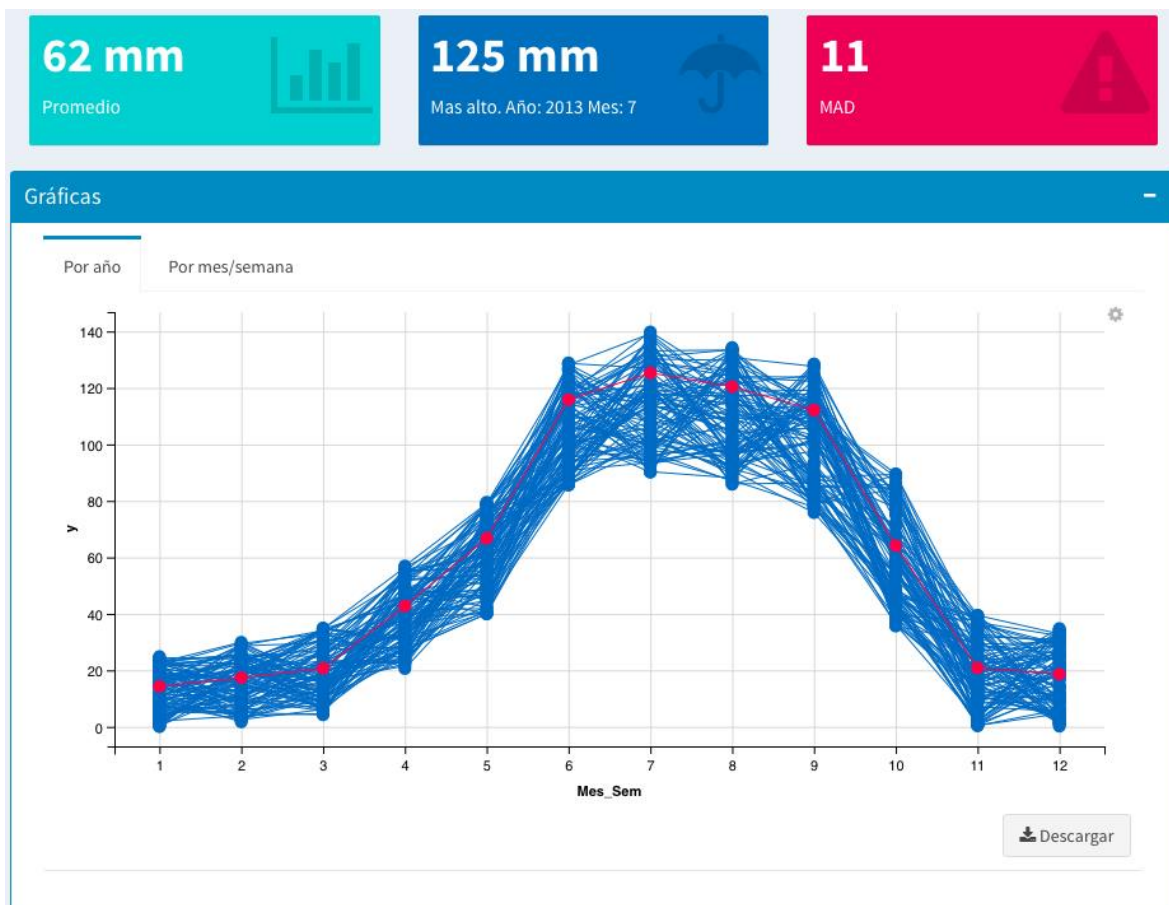 62 mm
Promedio
125 mm
Mas alto. Año: 2013 Mes: 7
11
MAD
Gráficas
Por año
Por mes/semana
140
120
100
80
60
40
20
0
y
1 2 3 4 5 6 7 8 9 10 11 12
Mes_Sem
Descargar